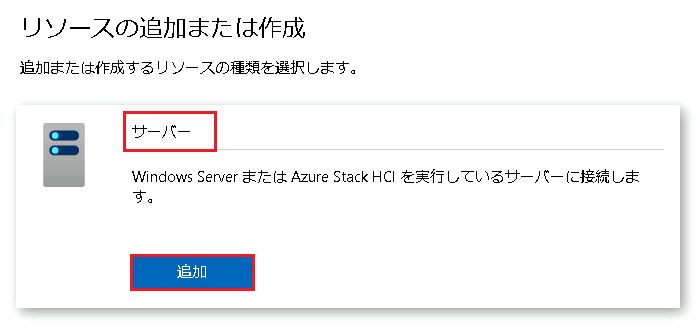 リソースの追加または作成
追加または作成するリソースの種類を選択します。
サーバー
Windows Server または Azure Stack HCI を実行しているサーバーに接続しま
す。
追加